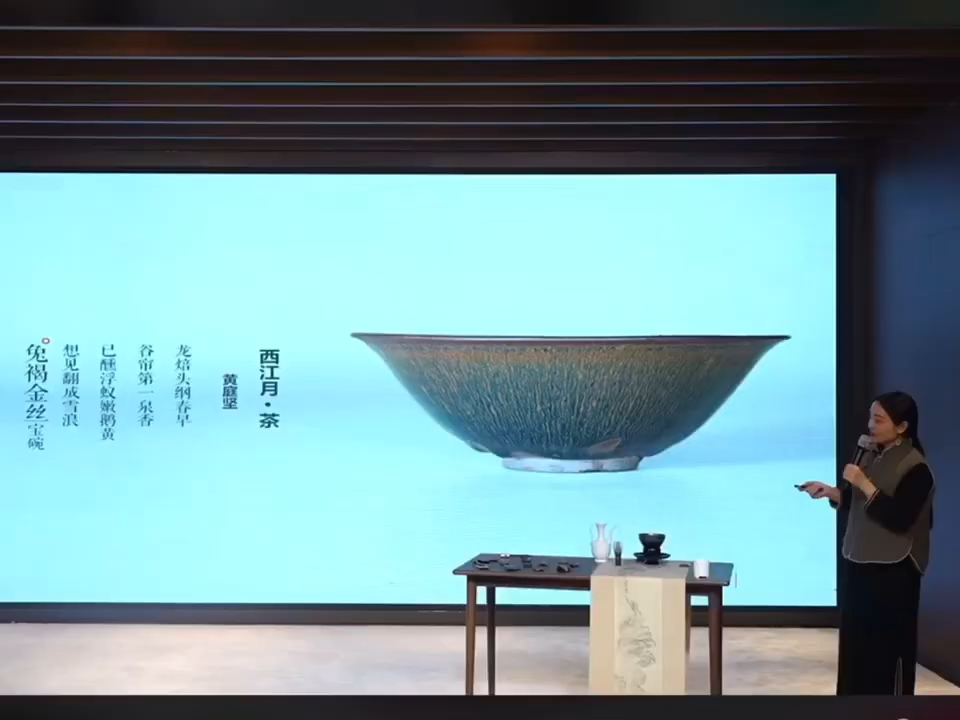 西江月·茶
黄庭坚
龙焙头纲春早
谷帘第一泉香
已醺浮蚁嫩鹅黄
想见翻成雪浪
兔褐金丝宝碗